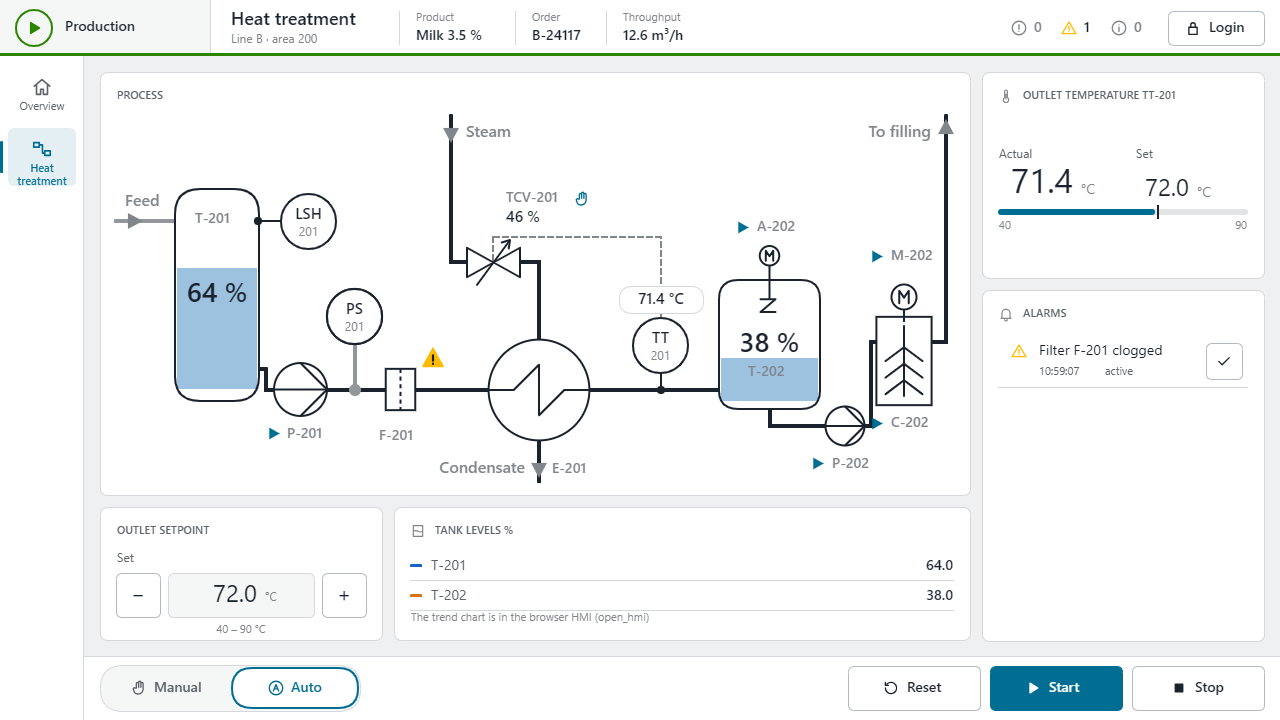 Production
Heat treatment
Line B · area 200
Product
Milk 3.5 %
Order
B-24117
Throughput
12.6 m³/h
0
1
0
Login
Overview
Heat
treatment
PROCESS
Steam
To filling
Feed
T-201
LSH
201
TCV-201
46 %
A-202
M
M-202
64 %
PS
201
71.4 °C
TT
201
38 %
T-202
M
P-201
F-201
C-202
Condensate
E-201
P-202
OUTLET TEMPERATURE TT-201
Actual
Set
71.4 °C
72.0 °C
40
90
ALARMS
Filter F-201 clogged
10:59:07 active
OUTLET SETPOINT
Set
− 72.0 °C +
40 – 90 °C
TANK LEVELS %
T-201 64.0
T-202 38.0
The trend chart is in the browser HMI (open_hmi)
Manual
A Auto
Reset
Start
Stop